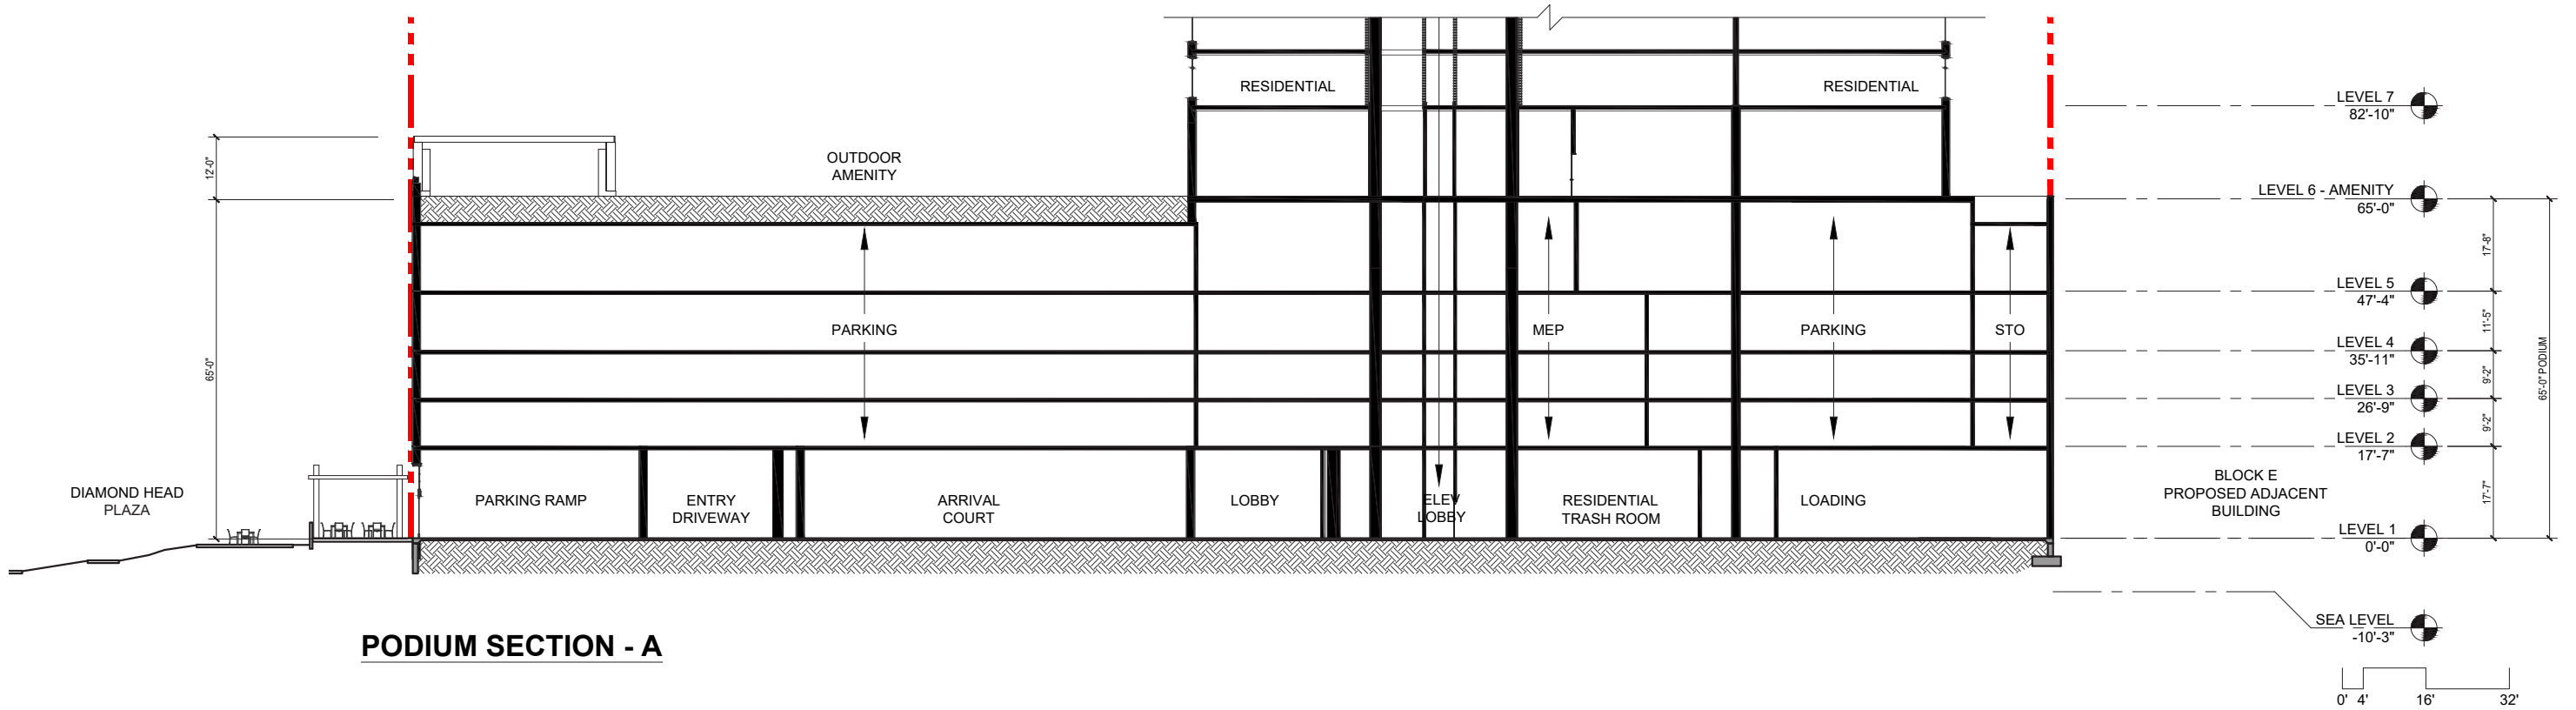 RESIDENTIAL
RESIDENTIAL
LEVEL 7
82'-10"
12'-0"
OUTDOOR
AMENITY
LEVEL 6 - AMENITY
65'-0"
17'-8"
LEVEL 5
47'-4"
65'-0"
PARKING
MEP
PARKING
STO
11'-5"
LEVEL 4
35'-11"
9'-2"
65'-0" PODIUM
LEVEL 3
26'-9"
9'-2"
LEVEL 2
17'-7"
DIAMOND HEAD
PLAZA
PARKING RAMP
ENTRY
DRIVEWAY
ARRIVAL
COURT
LOBBY
ELEV
LOBBY
RESIDENTIAL
TRASH ROOM
LOADING
BLOCK E
PROPOSED ADJACENT
BUILDING
17'-7"
LEVEL 1
0'-0"
SEA LEVEL
-10'-3"
PODIUM SECTION - A
0' 4' 16' 32'